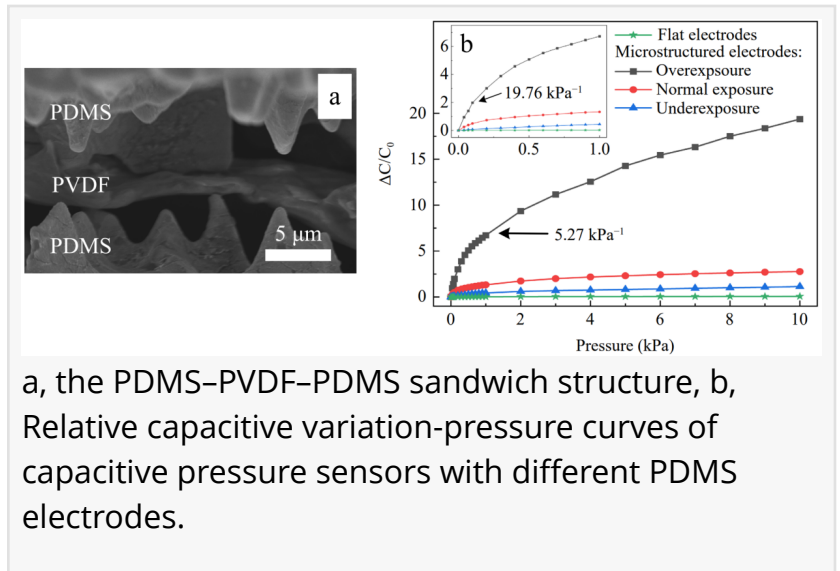 a
PDMS
PVDF
PDMS
5 μm
b
6
4
2
0
0.0 0.5 1.0
19.76 kPa⁻¹
Flat electrodes
Microstructured electrodes:
Overexpsoure
Normal exposure
Underexposure
ΔC/C₀
20
15
10
5
0
5.27 kPa⁻¹
0 2 4 6 8 10
Pressure (kPa)
a, the PDMS–PVDF–PDMS sandwich structure, b,
Relative capacitive variation-pressure curves of
capacitive pressure sensors with different PDMS
electrodes.